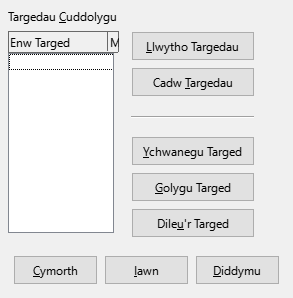 Targedau Cuddolygu
Enw Targed M
Llwytho Targedau
Cadw Targedau
Ychwanegu Targed
Golygu Targed
Dileu'r Targed
Cymorth Iawn Diddymu